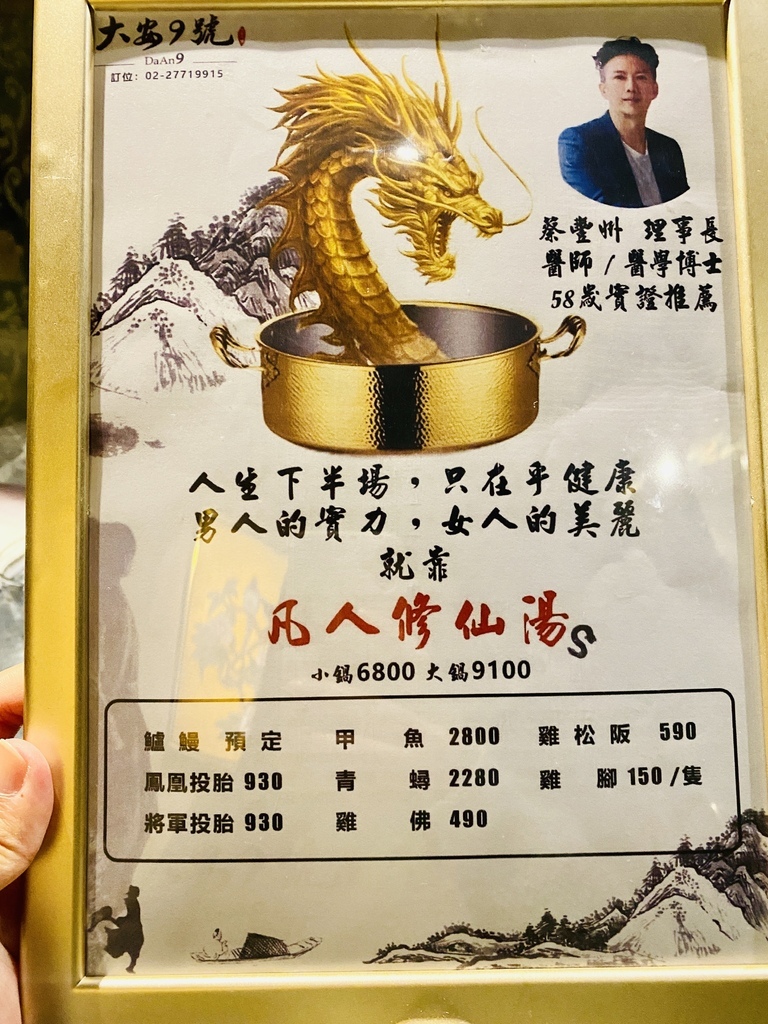 大安9號
DaAn9
訂位：02-27719915
蔡豐州 理事長
醫師 / 醫學博士
58歲實證推薦
人生下半場，只在乎健康
男人的實力，女人的美麗
就靠
凡人修仙湯s
小鍋6800 大鍋9100
鱸鰻預定 甲魚 2800 雞松阪 590
鳳凰投胎 930 青蟳 2280 雞腳 150 /隻
將軍投胎 930 雞佛 490